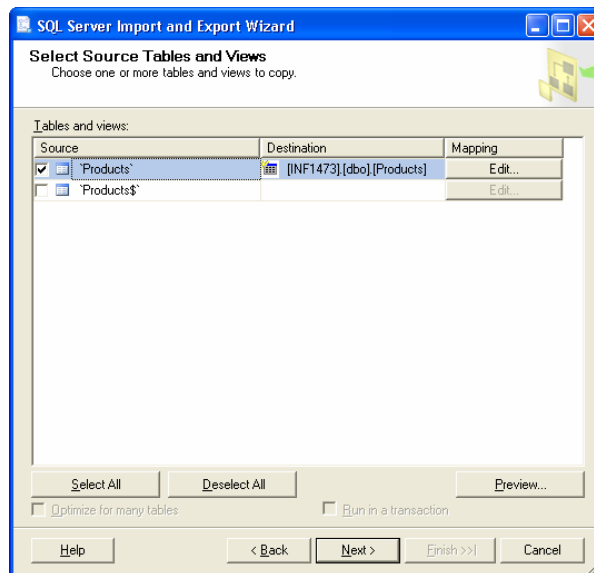 SQL Server Import and Export Wizard
Select Source Tables and Views
Choose one or more tables and views to copy.
Tables and views:
Source Destination Mapping
`Products` [INF1473].[dbo].[Products] Edit...
`Products$` Edit...
Select All Deselect All Preview...
Optimize for many tables Run in a transaction
Help < Back Next > Finish >>| Cancel